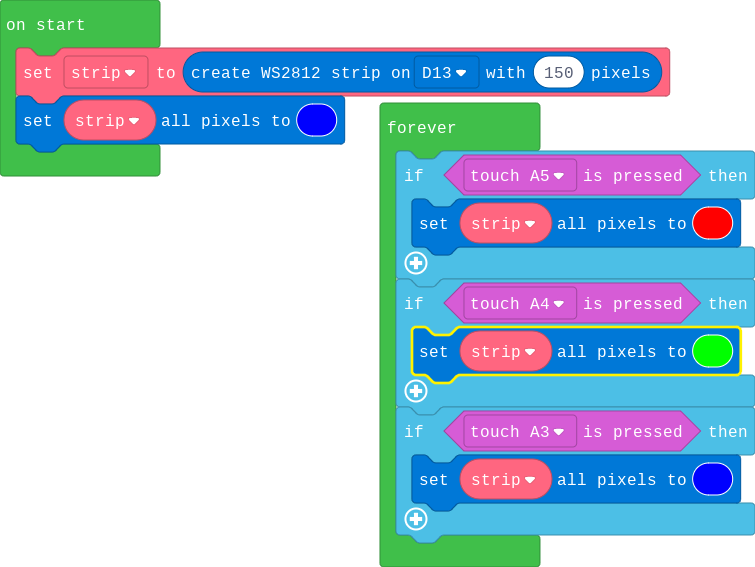 on start
set strip to create WS2812 strip on D13 with 150 pixels
set strip all pixels to
forever
if touch A5 is pressed then
set strip all pixels to
if touch A4 is pressed then
set strip all pixels to
if touch A3 is pressed then
set strip all pixels to